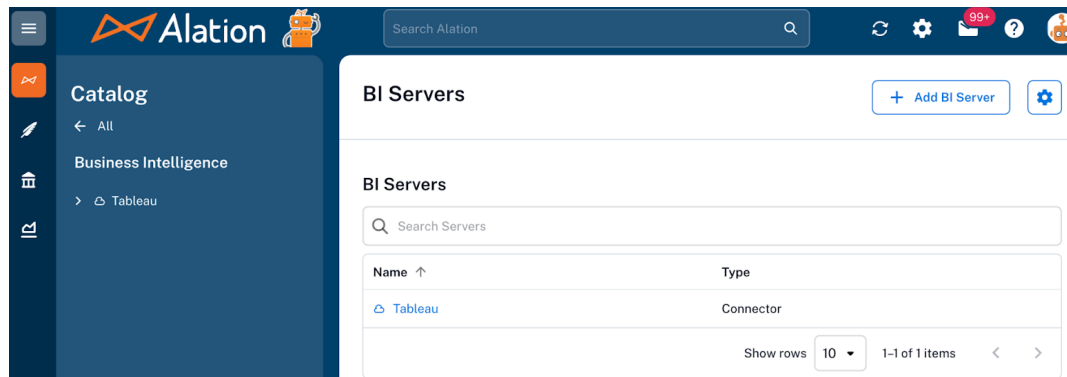 Alation
Search Alation
99+
Catalog
All
Business Intelligence
Tableau
BI Servers
Add BI Server
BI Servers
Search Servers
Name Type
Tableau Connector
Show rows 10 1–1 of 1 items